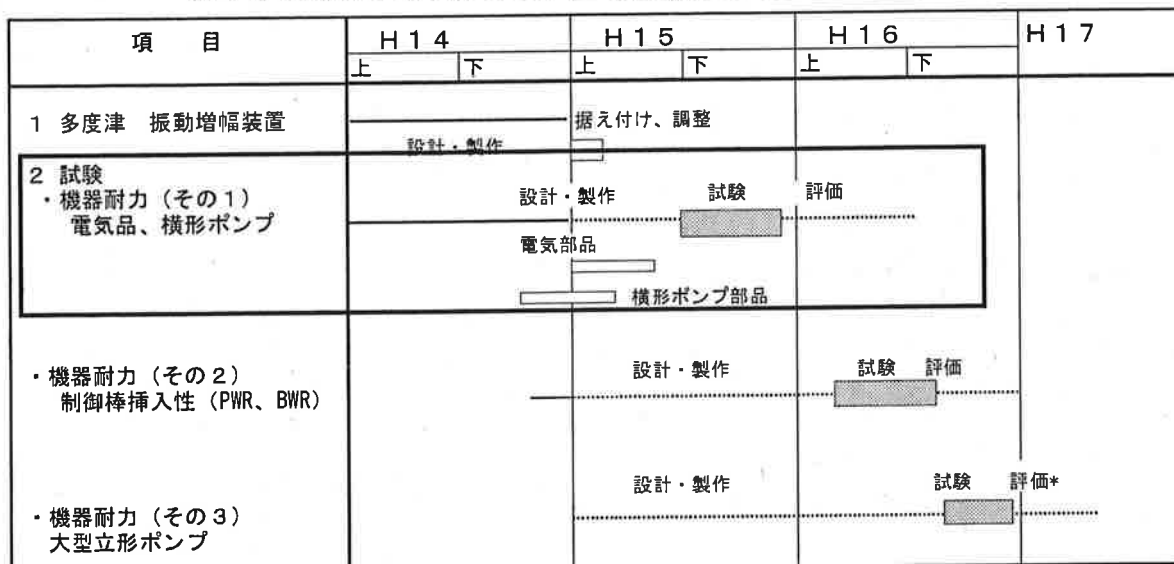 項 目
H14
H15
H16
H17
上
下
上
下
上
下
1 多度津 振動増幅装置
据え付け、調整
設計・製作
2 試験
・機器耐力(その1)
電気品、横形ポンプ
設計・製作
試験
評価
電気部品
横形ポンプ部品
・機器耐力(その2)
制御棒挿入性(PWR、BWR)
設計・製作
試験
評価
設計・製作
試験
評価*
・機器耐力(その3)
大型立形ポンプ